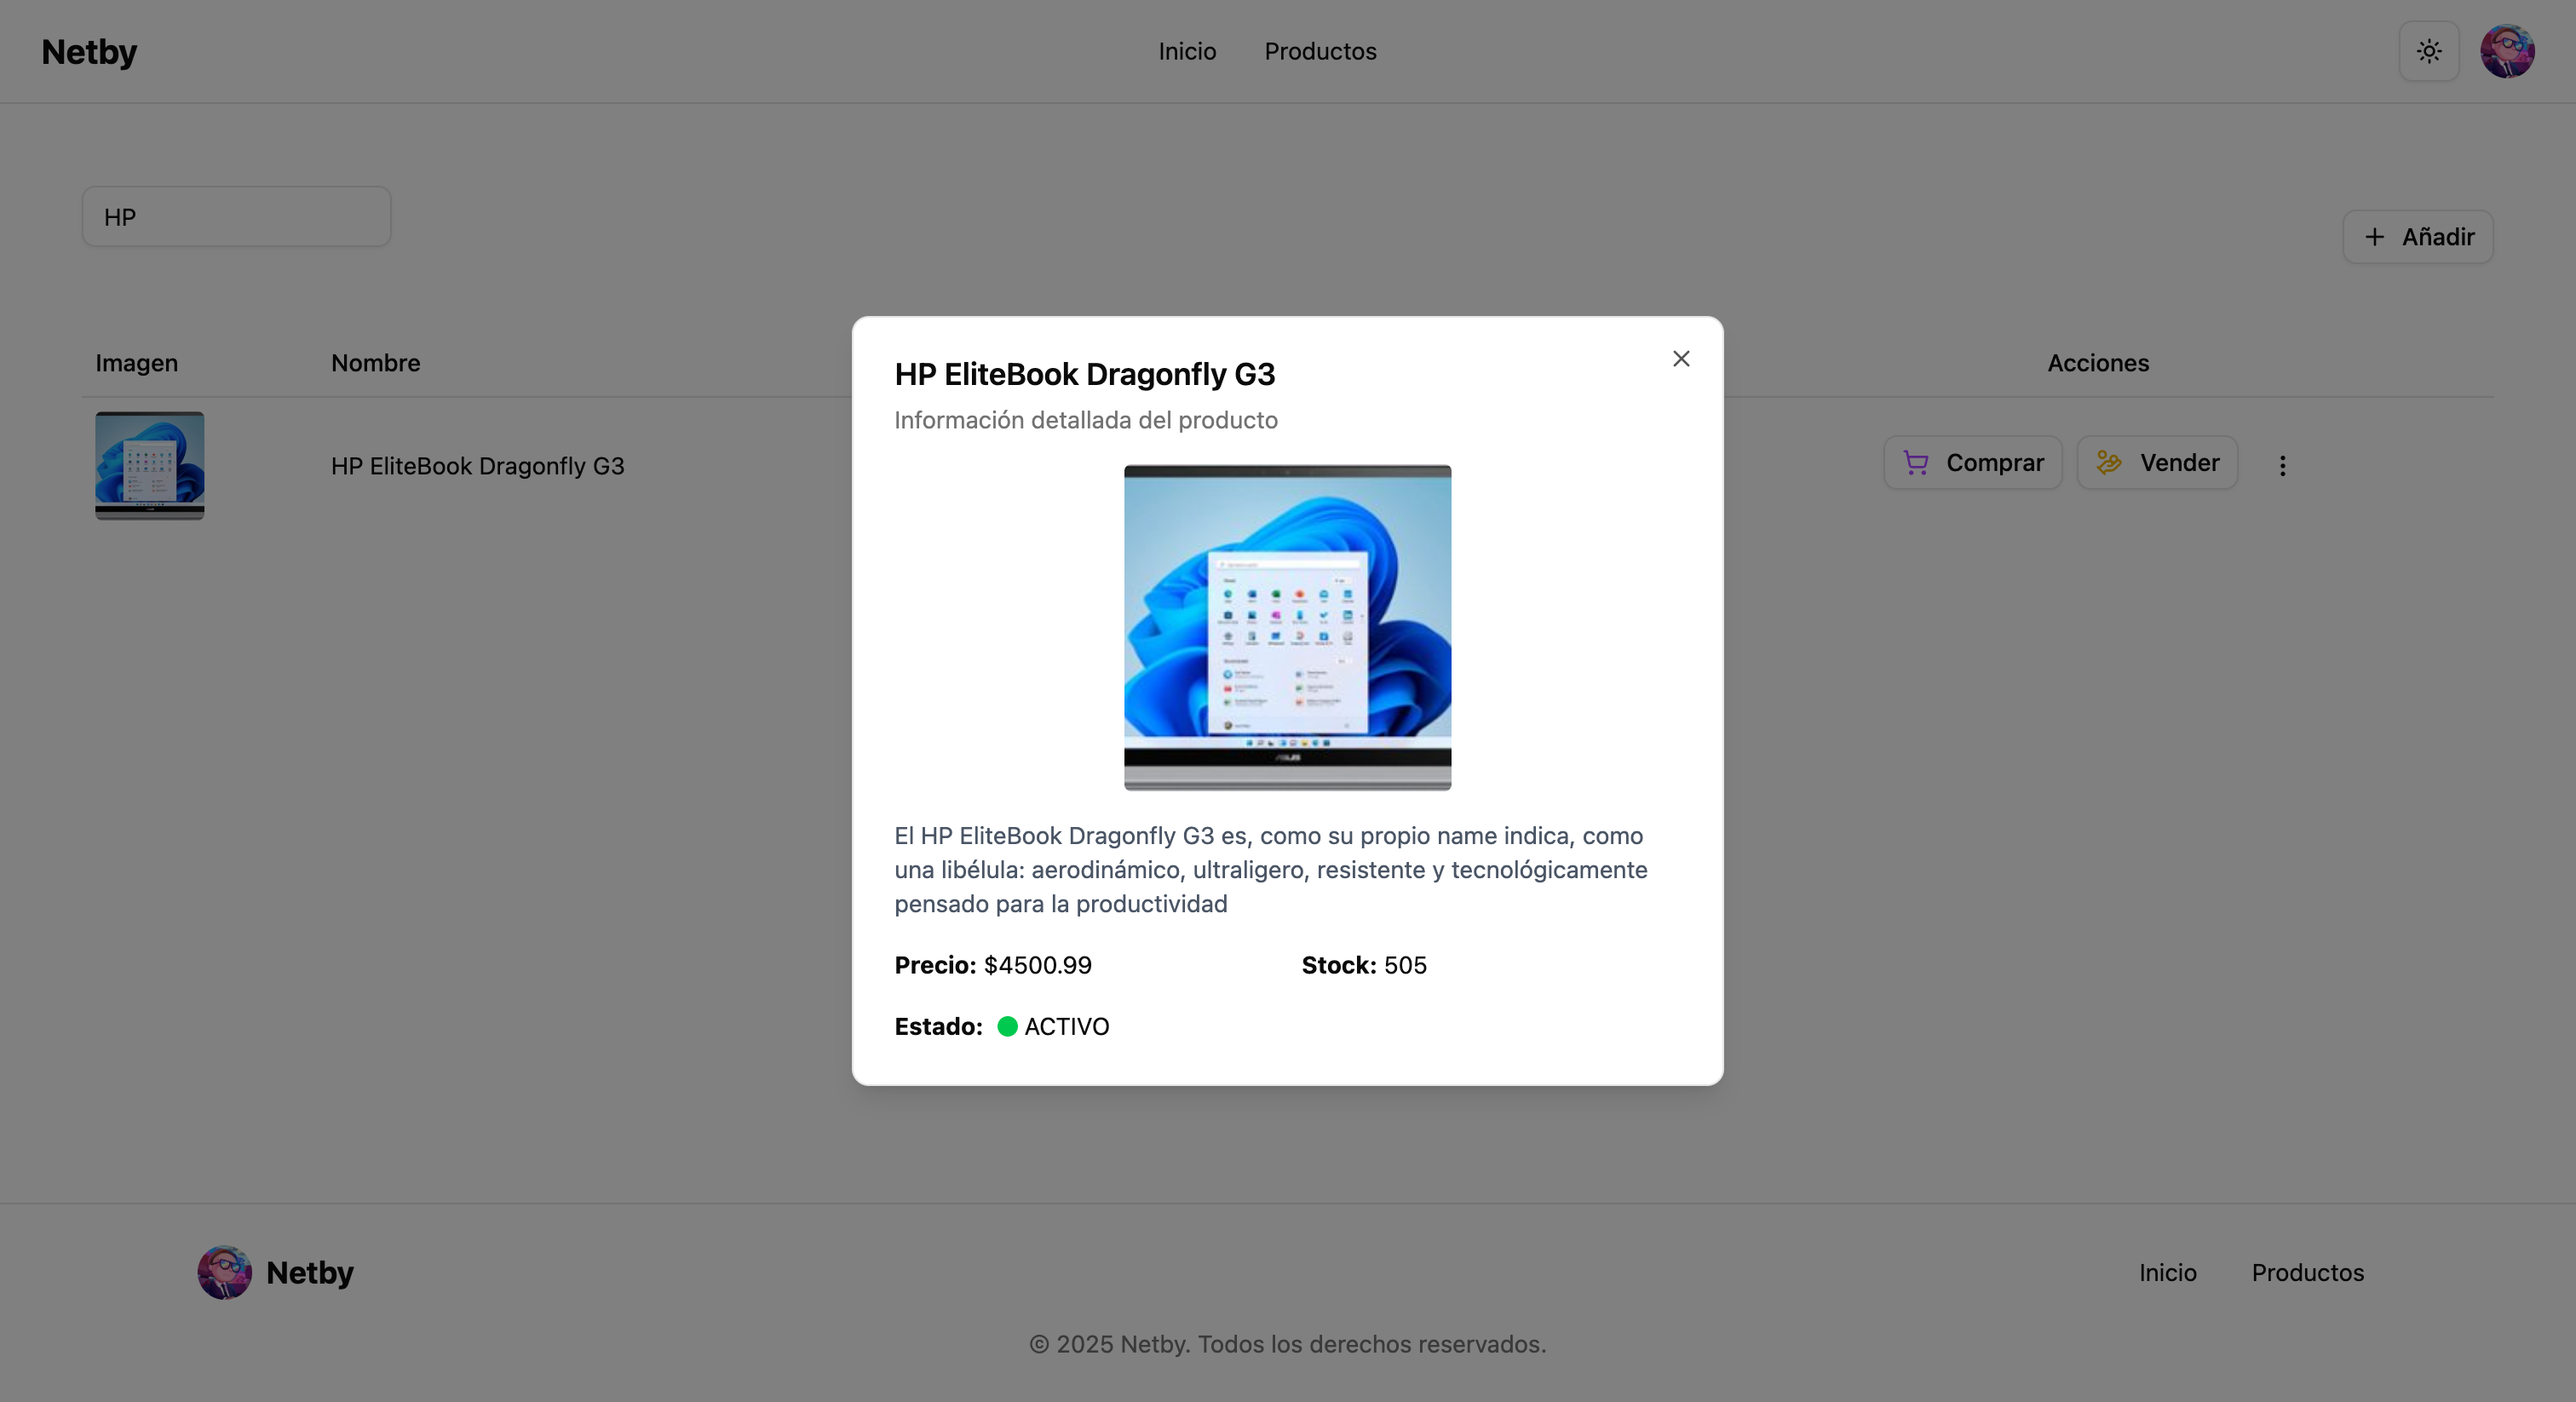 Netby
Inicio
Productos
HP
Añadir
Imagen
Nombre
Acciones
HP EliteBook Dragonfly G3
Comprar
Vender
HP EliteBook Dragonfly G3
Información detallada del producto
ASUS
El HP EliteBook Dragonfly G3 es, como su propio name indica, como
una libélula: aerodinámico, ultraligero, resistente y tecnológicamente
pensado para la productividad
Precio: $4500.99
Stock: 505
Estado: ACTIVO
Netby
Inicio
Productos
© 2025 Netby. Todos los derechos reservados.